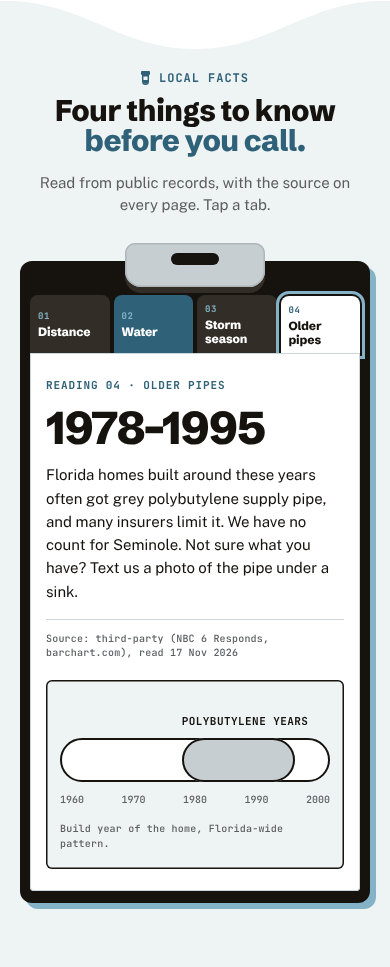 LOCAL FACTS
Four things to know
before you call.
Read from public records, with the source on
every page. Tap a tab.
01
Distance
02
Water
03
Storm
season
04
Older
pipes
READING 04 · OLDER PIPES
1978–1995
Florida homes built around these years
often got grey polybutylene supply pipe,
and many insurers limit it. We have no
count for Seminole. Not sure what you
have? Text us a photo of the pipe under a
sink.
Source: third-party (NBC 6 Responds,
barchart.com), read 17 Nov 2026
POLYBUTYLENE YEARS
1960 1970 1980 1990 2000
Build year of the home, Florida-wide
pattern.